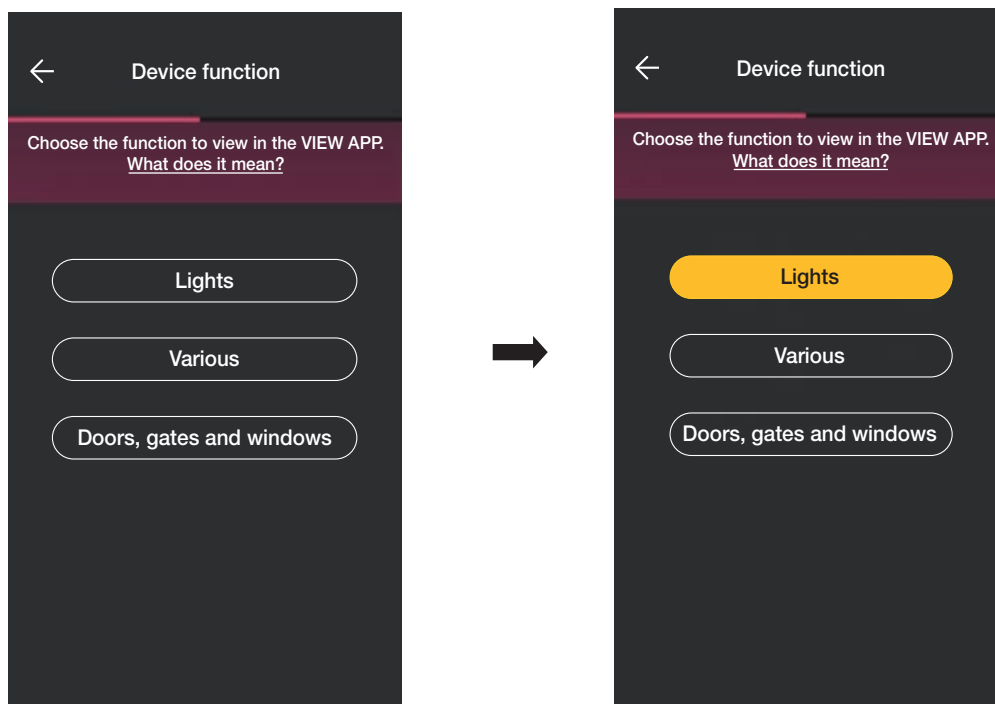 Device function
Choose the function to view in the VIEW APP.
What does it mean?
Lights
Various
Doors, gates and windows
Device function
Choose the function to view in the VIEW APP.
What does it mean?
Lights
Various
Doors, gates and windows